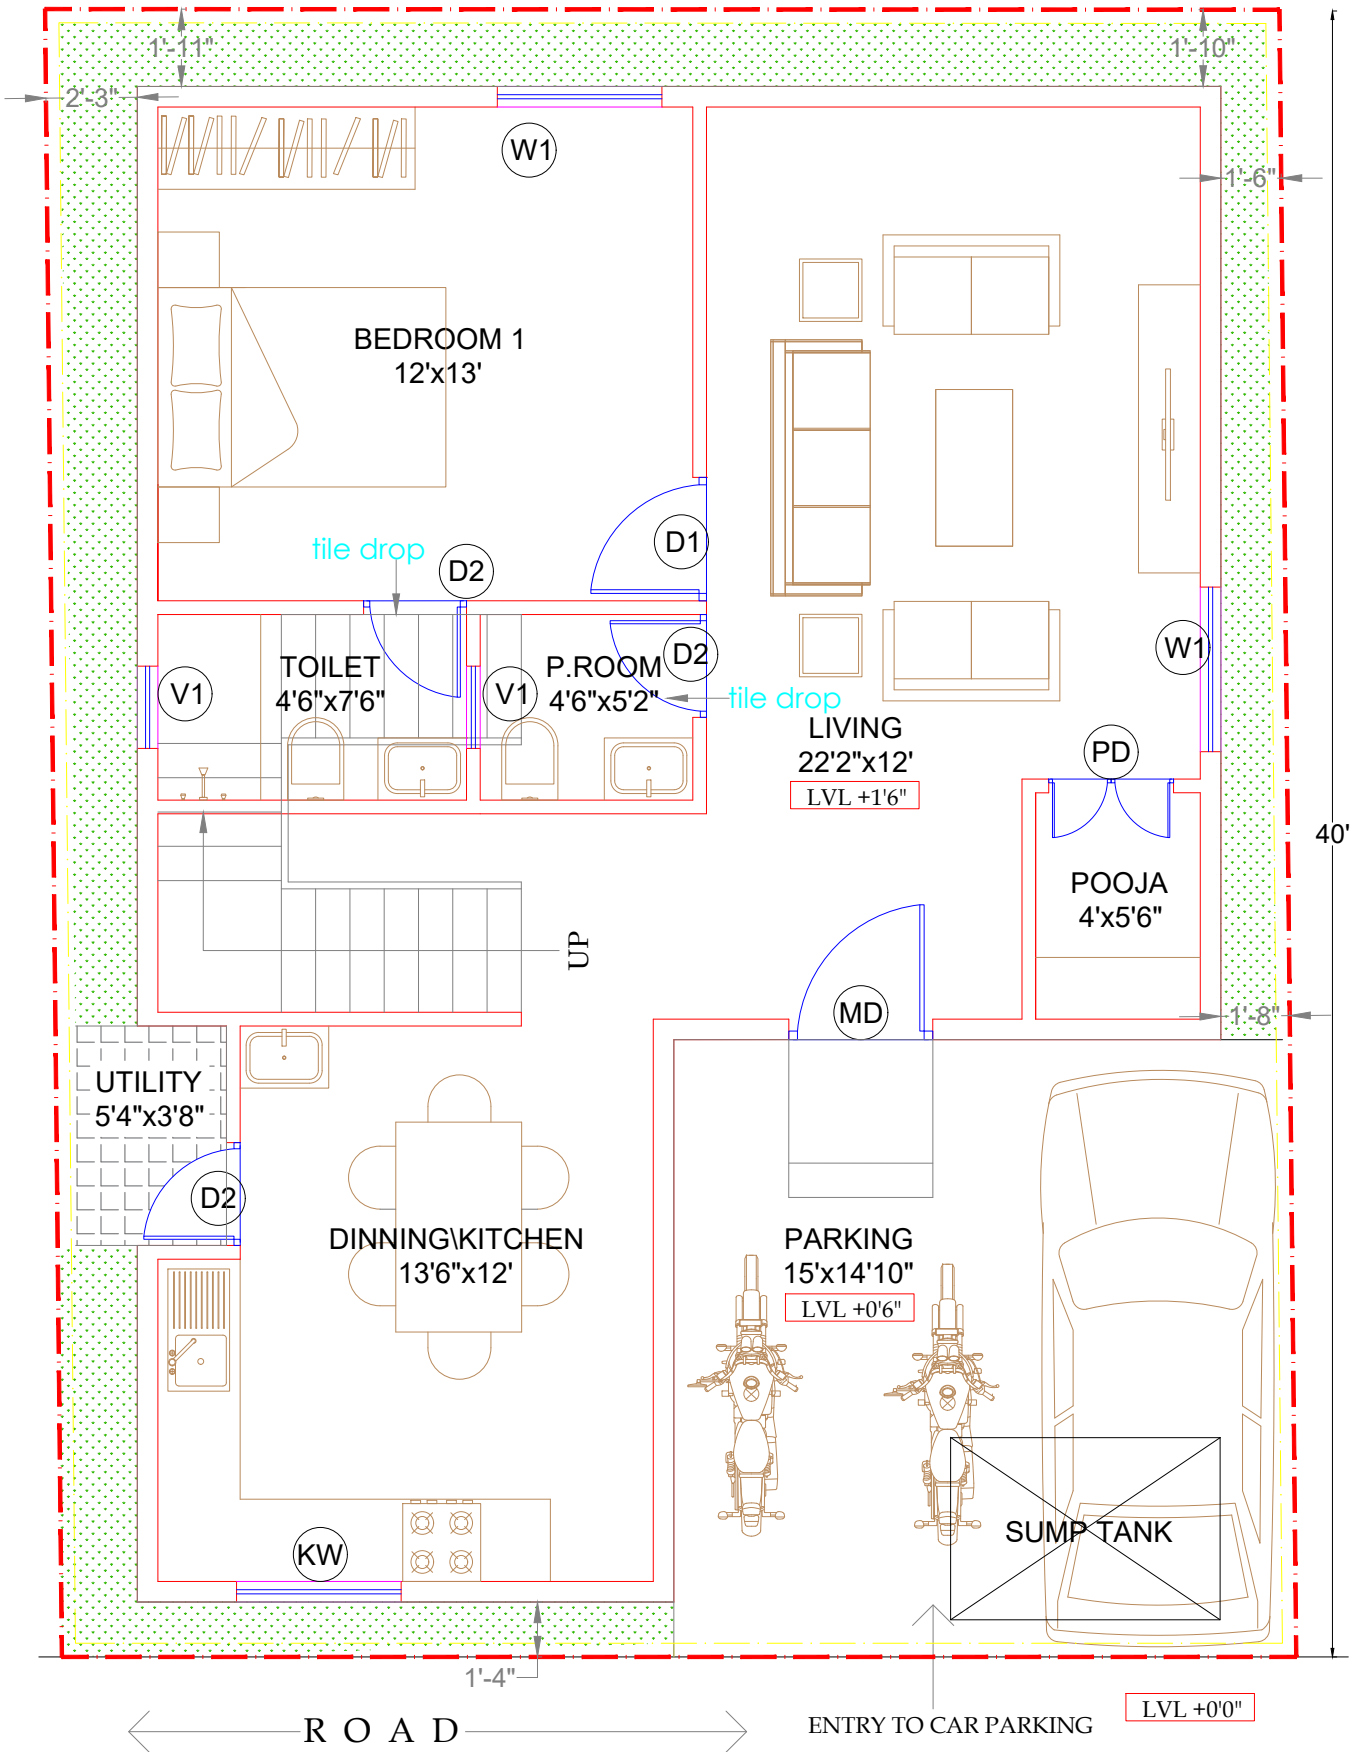 1'-11"
1'-10"
2'-3"
W1
1'-6"
BEDROOM 1
12'x13'
D1
tile drop
D2
TOILET
4'6"x7'6"
V1
P.ROOM
4'6"x5'2"
V1
D2
tile drop
W1
LIVING
22'2"x12'
LVL +1'6"
PD
40'
POOJA
4'x5'6"
UP
MD
1'-8"
UTILITY
5'4"x3'8"
D2
DINNING\KITCHEN
13'6"x12'
PARKING
15'x14'10"
LVL +0'6"
SUMP TANK
KW
1'-4"
ROAD
ENTRY TO CAR PARKING
LVL +0'0"